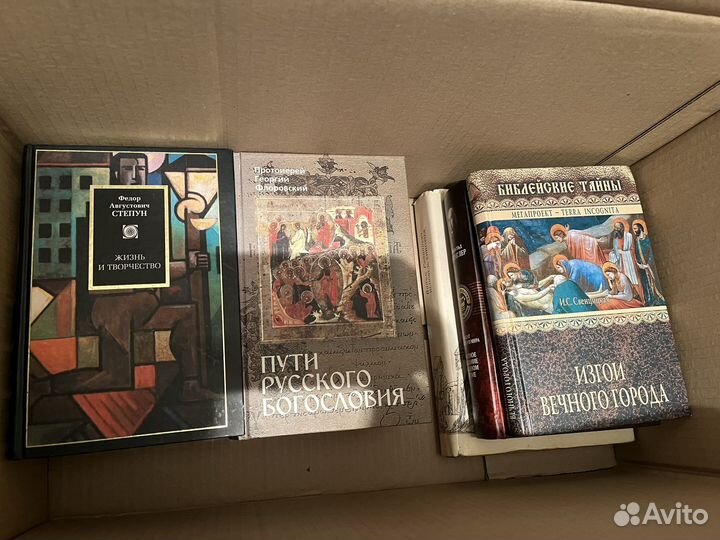 Федор
Августович
СТЕПУН
ЖИЗНЬ
И ТВОРЧЕСТВО
Протоиерей
Георгий
Флоровский
ПУТИ
РУССКОГО
БОГОСЛОВИЯ
БИБЛЕЙСКИЕ ТАЙНЫ
МЕГАПРОЕКТ – TERRA INCOGNITA
И.С.Свенцицкая
ИЗГОИ
ВЕЧНОГО ГОРОДА
Avito